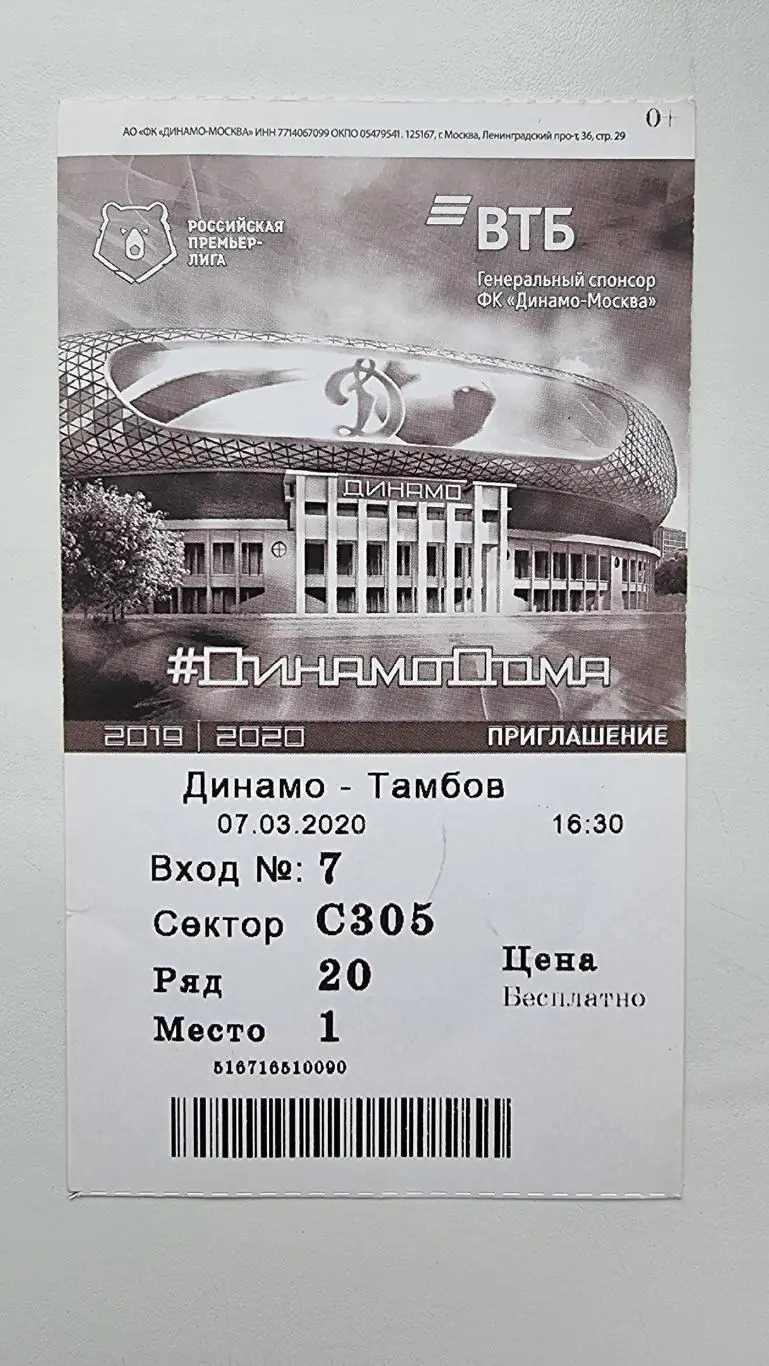 0+
АО «ФК «ДИНАМО-МОСКВА» ИНН 7714067099 ОКПО 05479541. 125167, г. Москва, Ленинградский про-т, 36, стр. 29
РОССИЙСКАЯ
ПРЕМЬЕР-
ЛИГА
ВТБ
Генеральный спонсор
ФК «Динамо-Москва»
Д
ДИНАМО
#ДИНАМОДОМА
2019 | 2020
ПРИГЛАШЕНИЕ
Динамо - Тамбов
07.03.2020 16:30
Вход №: 7
Сектор С305
Ряд 20
Место 1
Цена
Бесплатно
516716510090